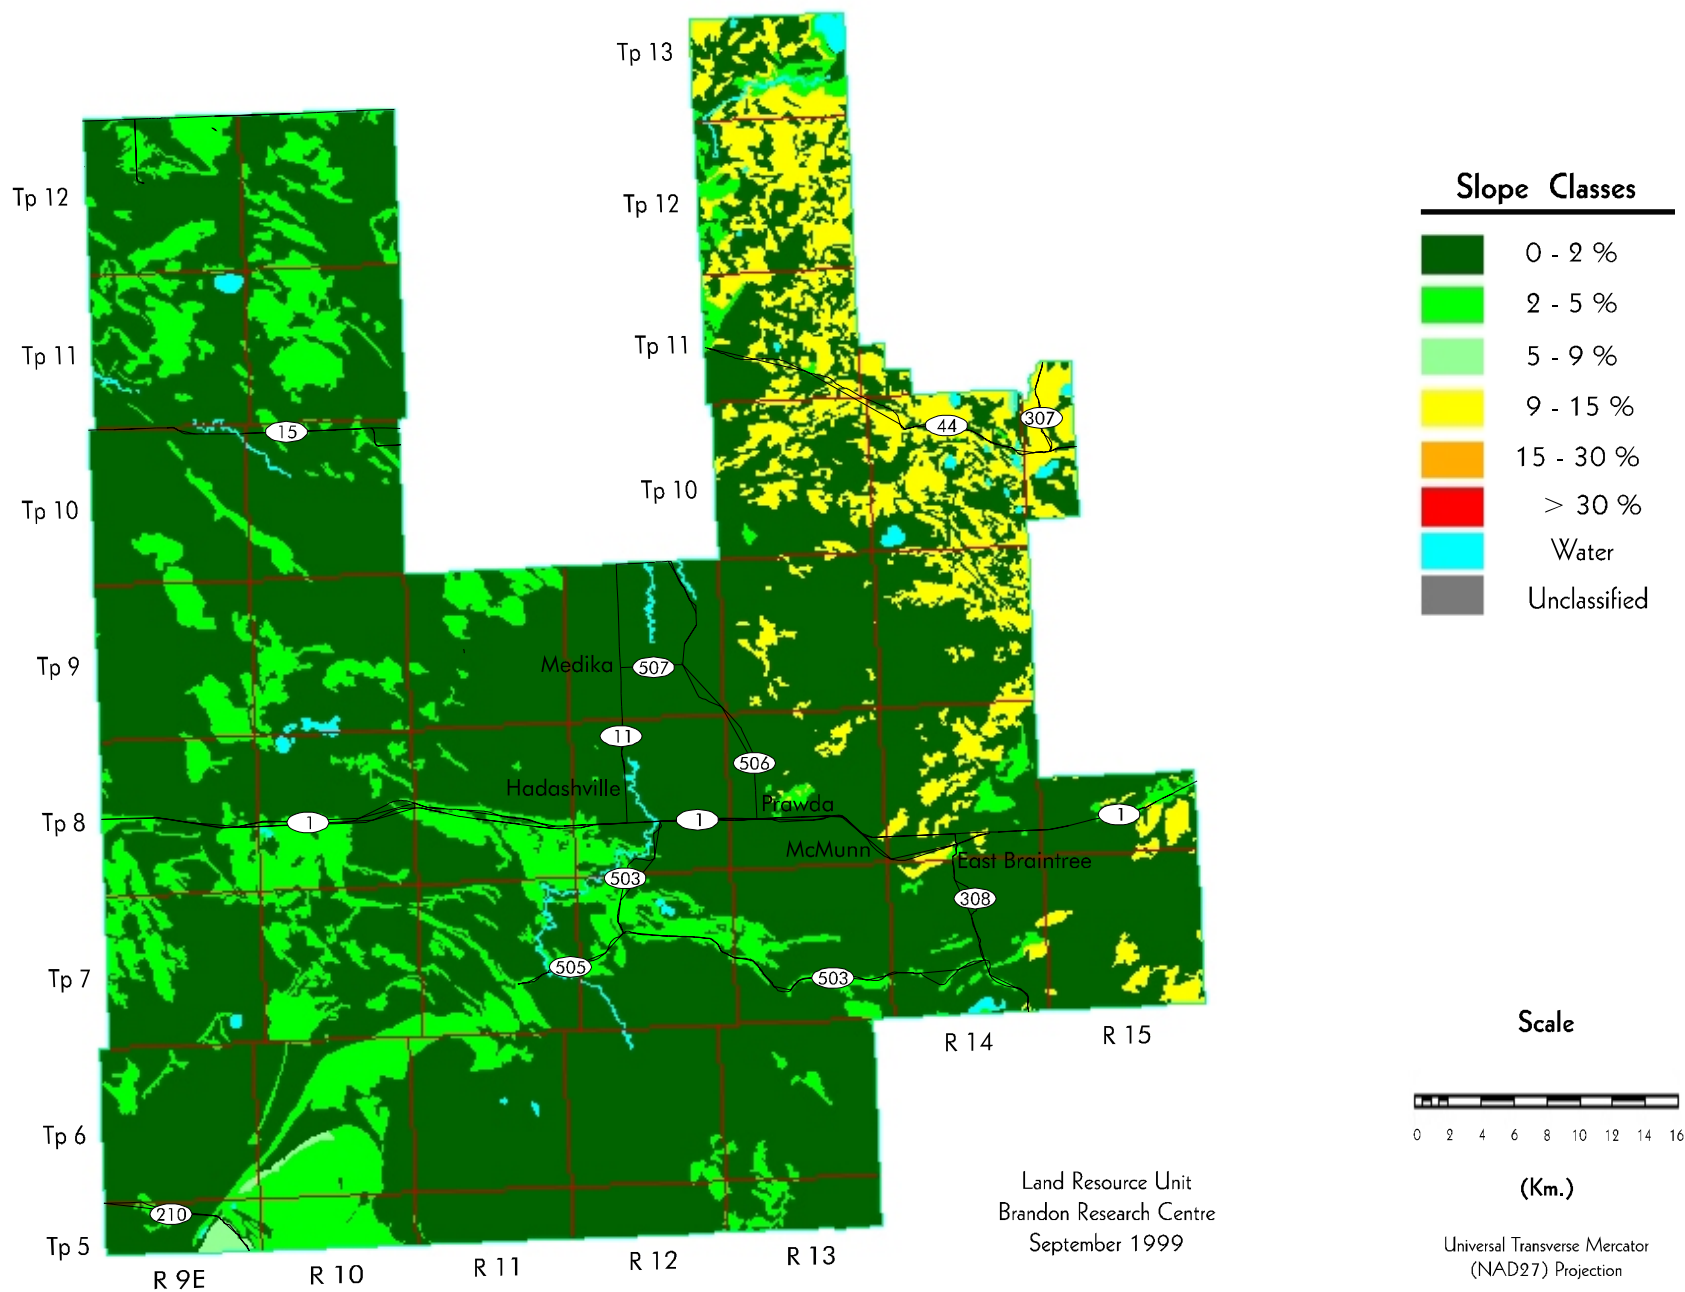 Tp 13
Tp 12
Tp 12
Tp 11
Tp 11
15
44
307
Tp 10
Tp 10
Tp 9
Medika
507
11
506
Hadashville
Prawda
Tp 8
1
1
1
McMunn
East Braintree
503
308
Tp 7
505
503
R 14
R 15
Tp 6
210
Tp 5
R 9E
R 10
R 11
R 12
R 13
Slope Classes
0 - 2 %
2 - 5 %
5 - 9 %
9 - 15 %
15 - 30 %
> 30 %
Water
Unclassified
Scale
0 2 4 6 8 10 12 14 16
(Km.)
Land Resource Unit
Brandon Research Centre
September 1999
Universal Transverse Mercator
(NAD27) Projection